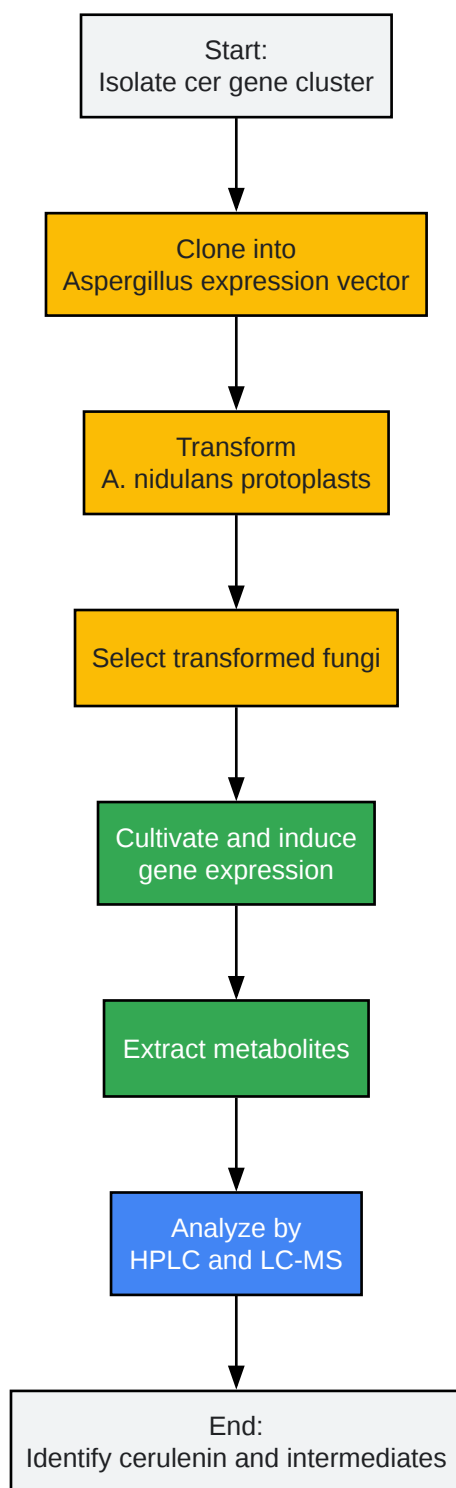 Start:
Isolate cer gene cluster
Clone into
Aspergillus expression vector
Transform
A. nidulans protoplasts
Select transformed fungi
Cultivate and induce
gene expression
Extract metabolites
Analyze by
HPLC and LC-MS
End:
Identify cerulenin and intermediates